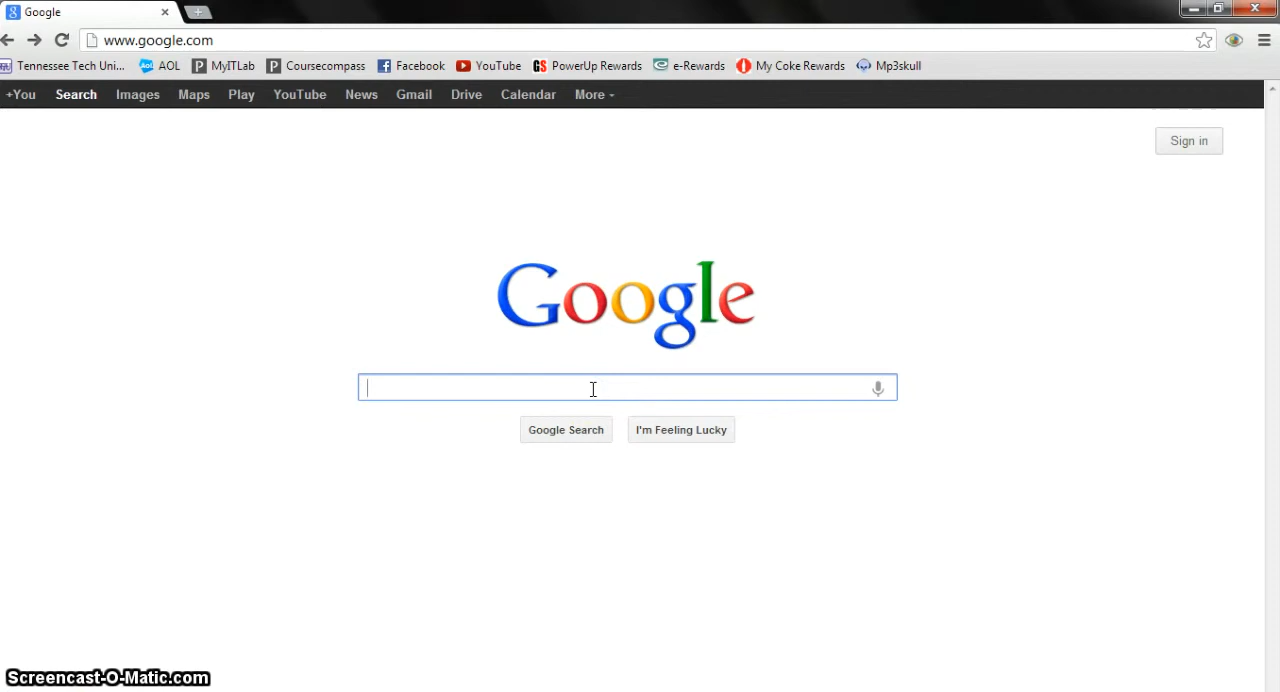 Google
www.google.com
Tennessee Tech Uni... AOL MyITLab Coursecompass Facebook YouTube PowerUp Rewards e-Rewards My Coke Rewards Mp3skull
+You Search Images Maps Play YouTube News Gmail Drive Calendar More
Sign in
Google
Google Search I'm Feeling Lucky
Screencast-O-Matic.com